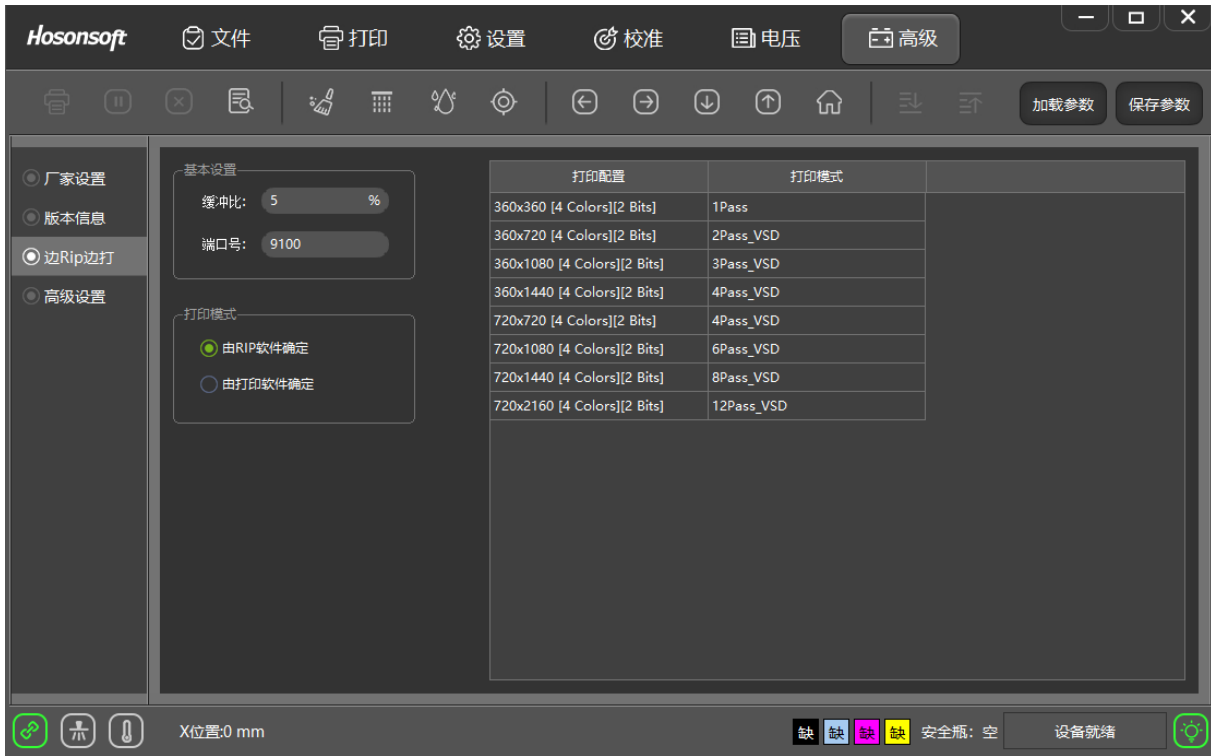 Hosonsoft 文件 打印 设置 校准 电压 高级
加载参数 保存参数
厂家设置
版本信息
边Rip边打
高级设置
基本设置
缓冲比: 5 %
端口号: 9100
打印模式
由RIP软件确定
由打印软件确定
打印配置 打印模式
360x360 [4 Colors][2 Bits] 1Pass
360x720 [4 Colors][2 Bits] 2Pass_VSD
360x1080 [4 Colors][2 Bits] 3Pass_VSD
360x1440 [4 Colors][2 Bits] 4Pass_VSD
720x720 [4 Colors][2 Bits] 4Pass_VSD
720x1080 [4 Colors][2 Bits] 6Pass_VSD
720x1440 [4 Colors][2 Bits] 8Pass_VSD
720x2160 [4 Colors][2 Bits] 12Pass_VSD
X位置:0 mm 缺 缺 缺 缺 安全瓶: 空 设备就绪